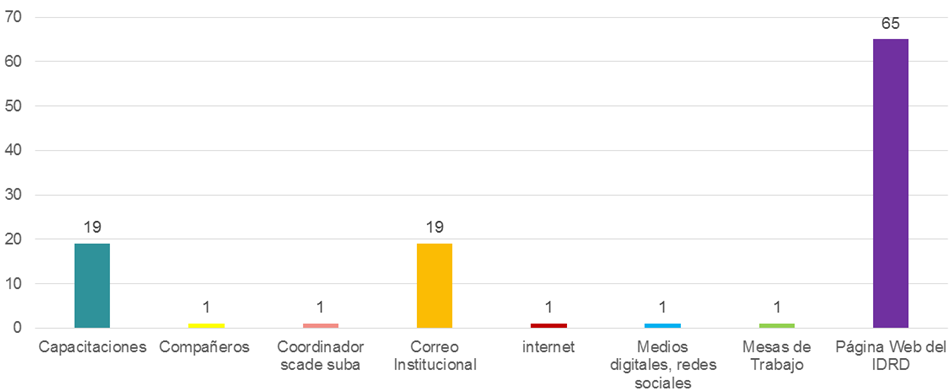 70
60
50
40
30
20
10
0
19
1
1
19
1
1
1
65
Capacitaciones
Compañeros
Coordinador
scade suba
Correo
Institucional
internet
Medios
digitales, redes
sociales
Mesas de
Trabajo
Página Web del
IDRD